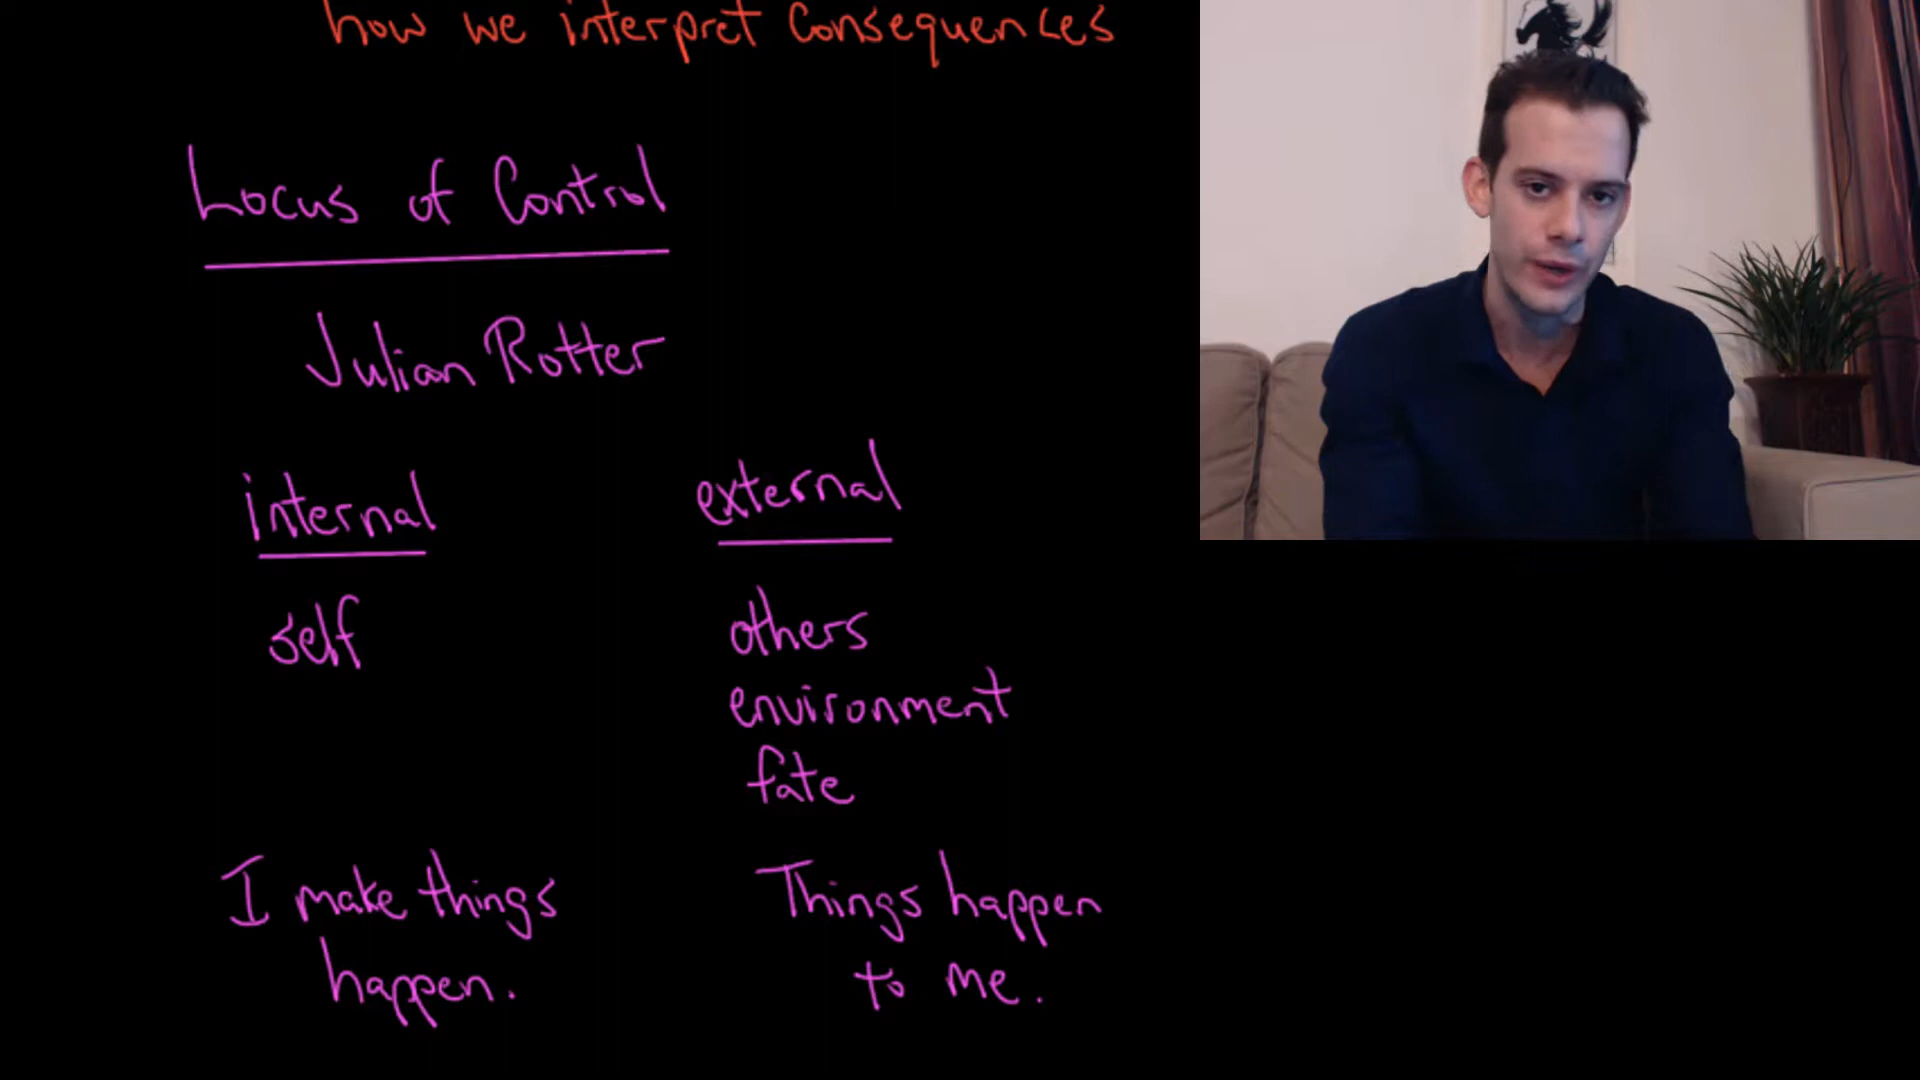 how we interpret consequences
Locus of Control
Julian Rotter
internal
external
self
others
environment
fate
I make things
happen.
Things happen
to me.